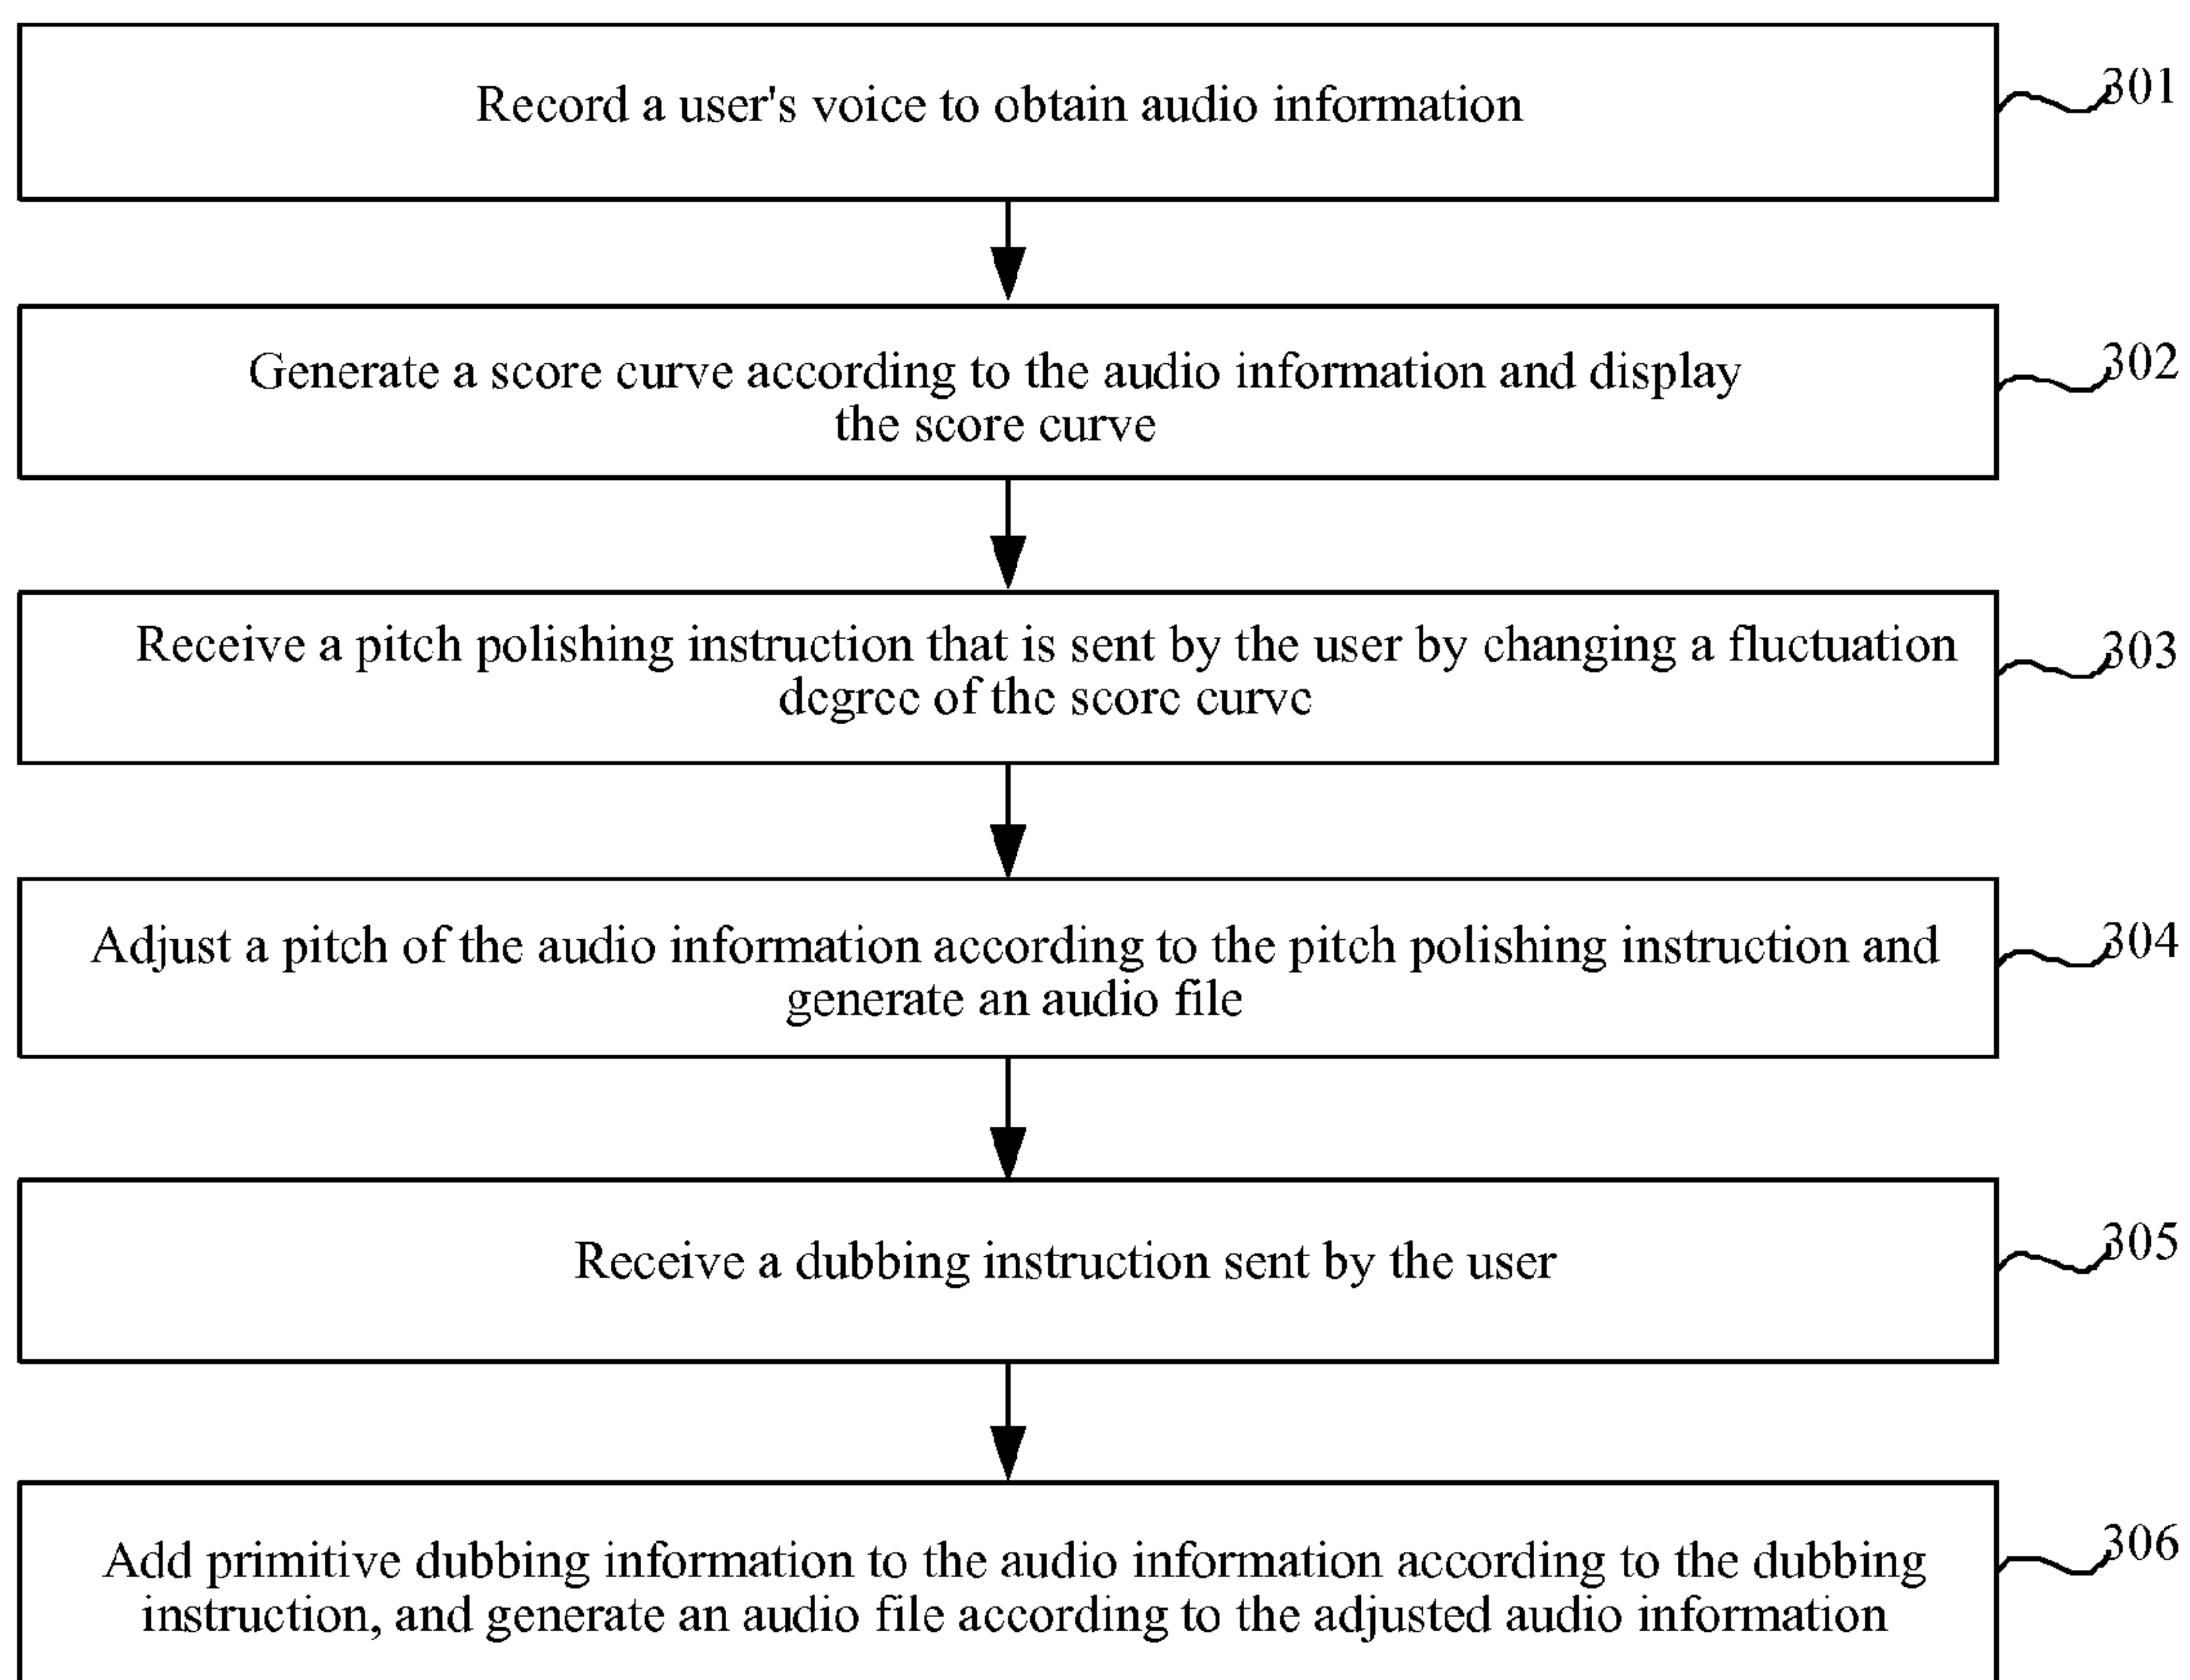 Record a user's voice to obtain audio information
301
Generate a score curve according to the audio information and display
the score curve
302
Receive a pitch polishing instruction that is sent by the user by changing a fluctuation
degree of the score curve
303
Adjust a pitch of the audio information according to the pitch polishing instruction and
generate an audio file
304
Receive a dubbing instruction sent by the user
305
Add primitive dubbing information to the audio information according to the dubbing
instruction, and generate an audio file according to the adjusted audio information
306